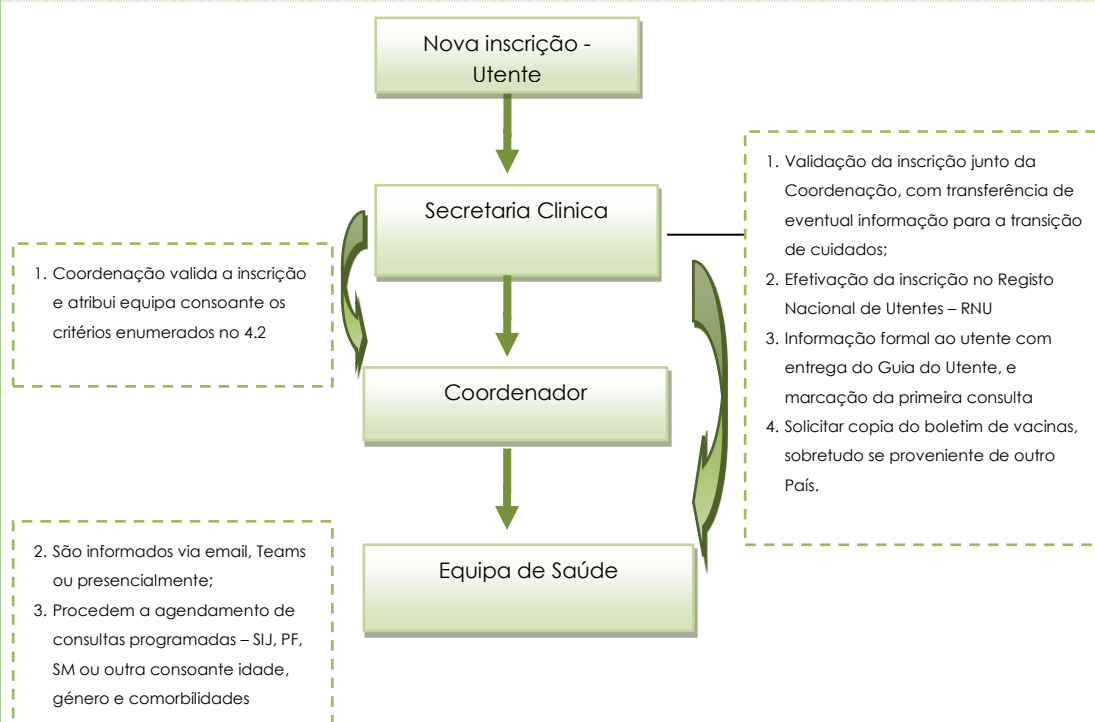 Nova inscrição -
Utente
Secretaria Clinica
1. Validação da inscrição junto da
Coordenação, com transferência de
eventual informação para a transição
de cuidados;
2. Efetivação da inscrição no Registo
Nacional de Utentes – RNU
3. Informação formal ao utente com
entrega do Guia do Utente, e
marcação da primeira consulta
4. Solicitar copia do boletim de vacinas,
sobretudo se proveniente de outro
País.
1. Coordenação valida a inscrição
e atribui equipa consoante os
critérios enumerados no 4.2
Coordenador
Equipa de Saúde
2. São informados via email, Teams
ou presencialmente;
3. Procedem a agendamento de
consultas programadas – SIJ, PF,
SM ou outra consoante idade,
género e comorbilidades